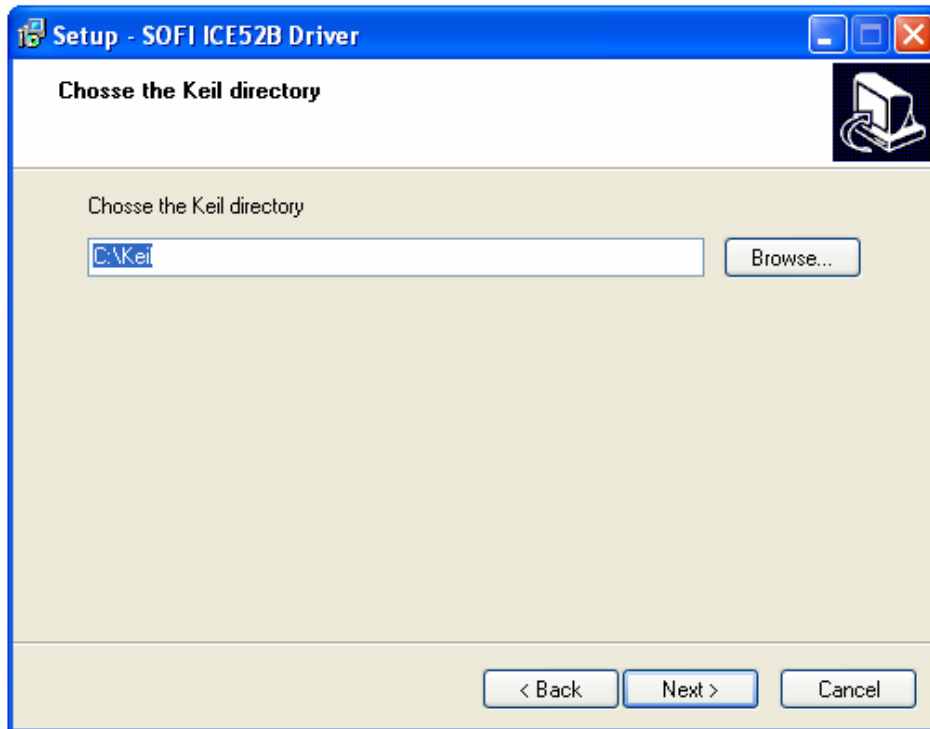 Setup - SOFI ICE52B Driver
Chosse the Keil directory
Chosse the Keil directory
C:\Keil
Browse...
< Back
Next >
Cancel